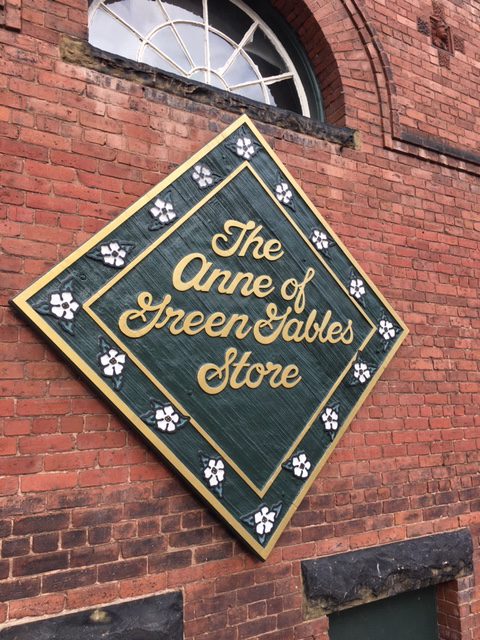 The
Anne of
Green Gables
Store